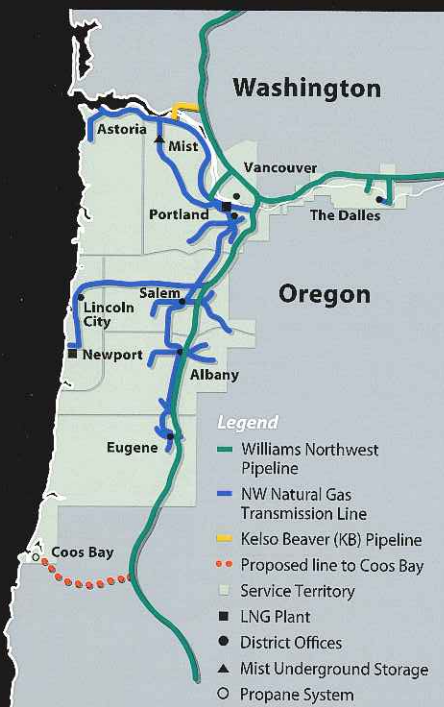 Washington
Astoria
Mist
Vancouver
Portland
The Dalles
Oregon
Salem
Lincoln
City
Newport
Albany
Eugene
Coos Bay
Legend
Williams Northwest
Pipeline
NW Natural Gas
Transmission Line
Kelso Beaver (KB) Pipeline
Proposed line to Coos Bay
Service Territory
LNG Plant
District Offices
Mist Underground Storage
Propane System